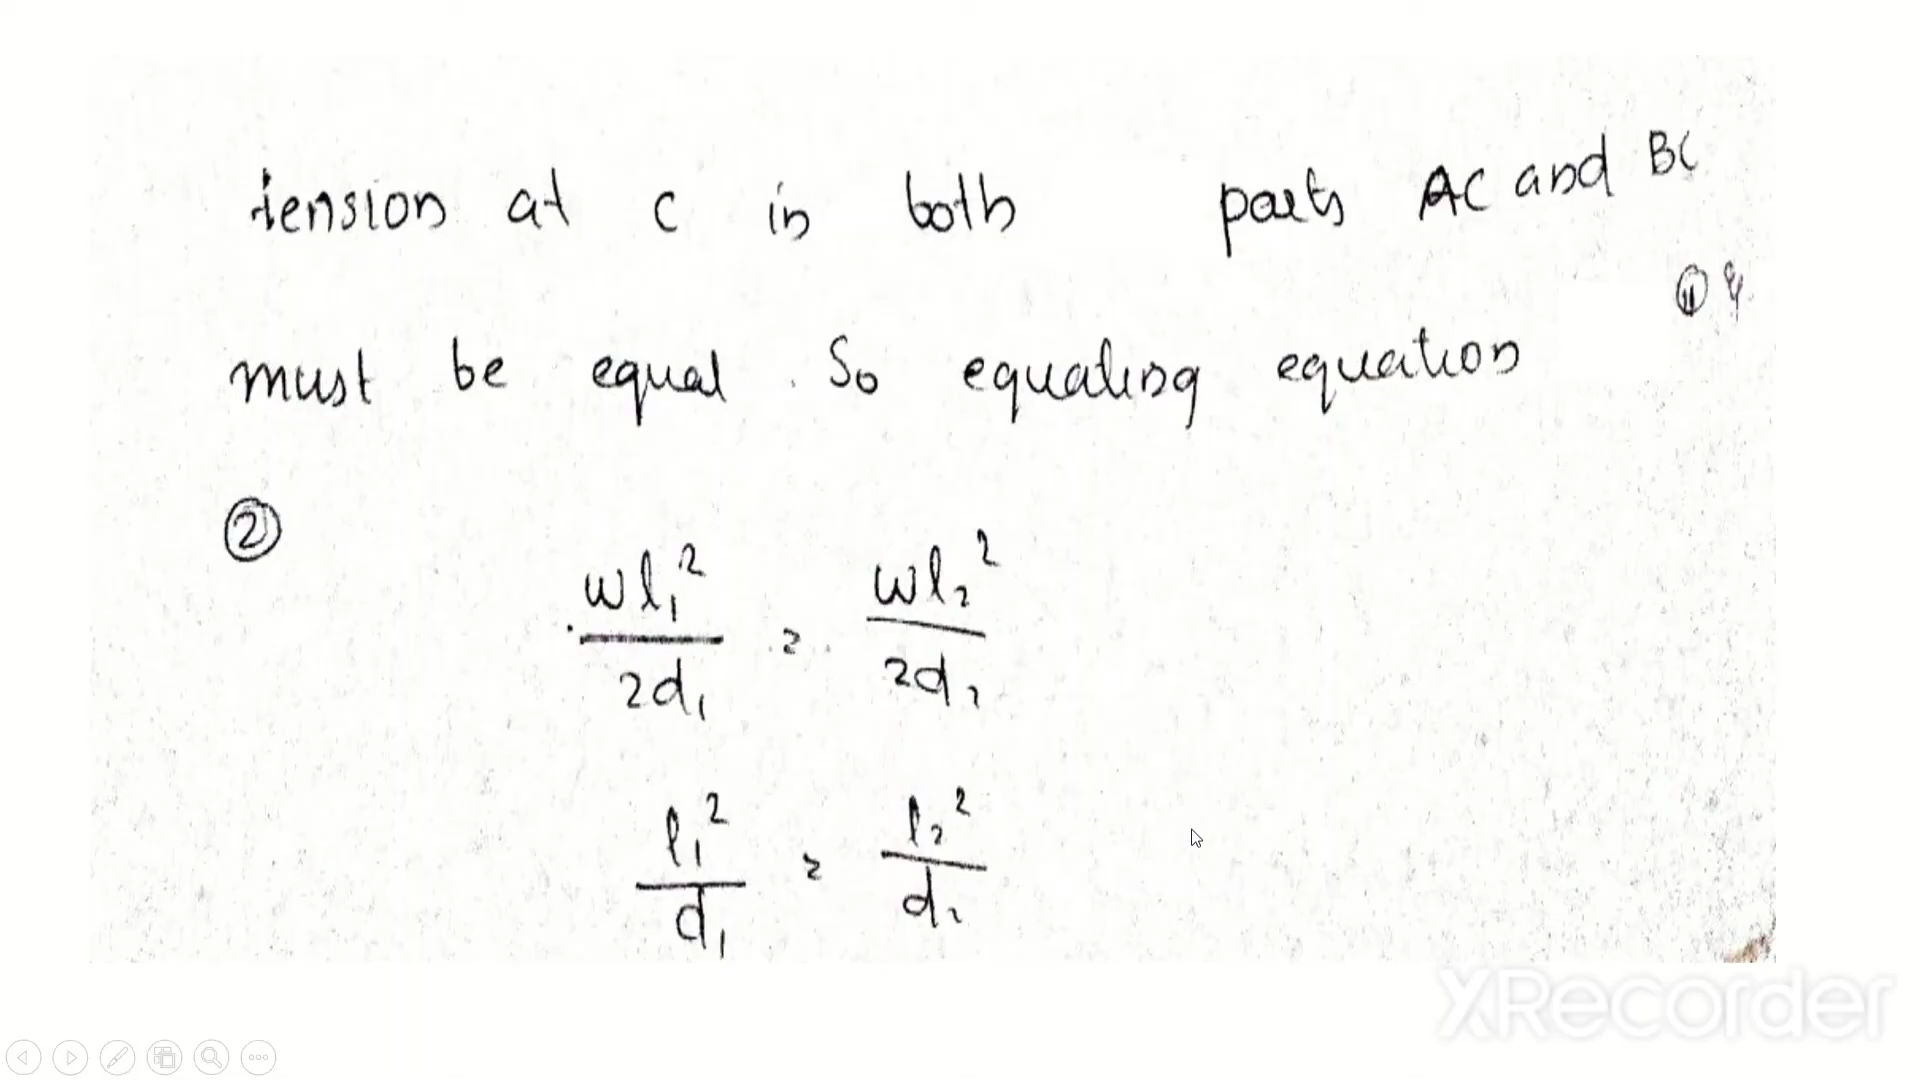 tension at C in both parts AC and BC
① &
must be equal. So equating equation
②
wl₁²/2d₁ = wl₂²/2d₂
l₁²/d₁ = l₂²/d₂
XRecorder